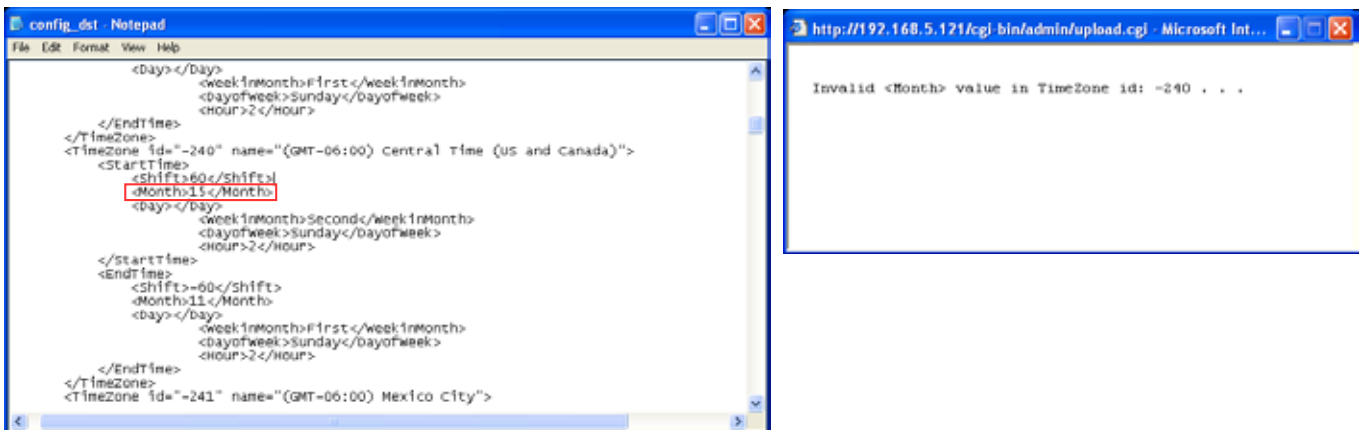 config_dst - Notepad
File Edit Format View Help
<Day></Day>
<WeekInMonth>First</WeekInMonth>
<DayofWeek>Sunday</DayofWeek>
<Hour>2</Hour>
</EndTime>
</TimeZone>
<TimeZone id="-240" name="(GMT-06:00) Central Time (US and Canada)">
<StartTime>
<Shift>60</Shift>
<Month>15</Month>
<Day></Day>
<WeekInMonth>Second</WeekInMonth>
<DayofWeek>Sunday</DayofWeek>
<Hour>2</Hour>
</StartTime>
<EndTime>
<Shift>-60</Shift>
<Month>11</Month>
<Day></Day>
<WeekInMonth>First</WeekInMonth>
<DayofWeek>Sunday</DayofWeek>
<Hour>2</Hour>
</EndTime>
</TimeZone>
<TimeZone id="-241" name="(GMT-06:00) Mexico City">
http://192.168.5.121/cgi-bin/admin/upload.cgi - Microsoft Int...
Invalid <Month> value in TimeZone id: -240 . . .